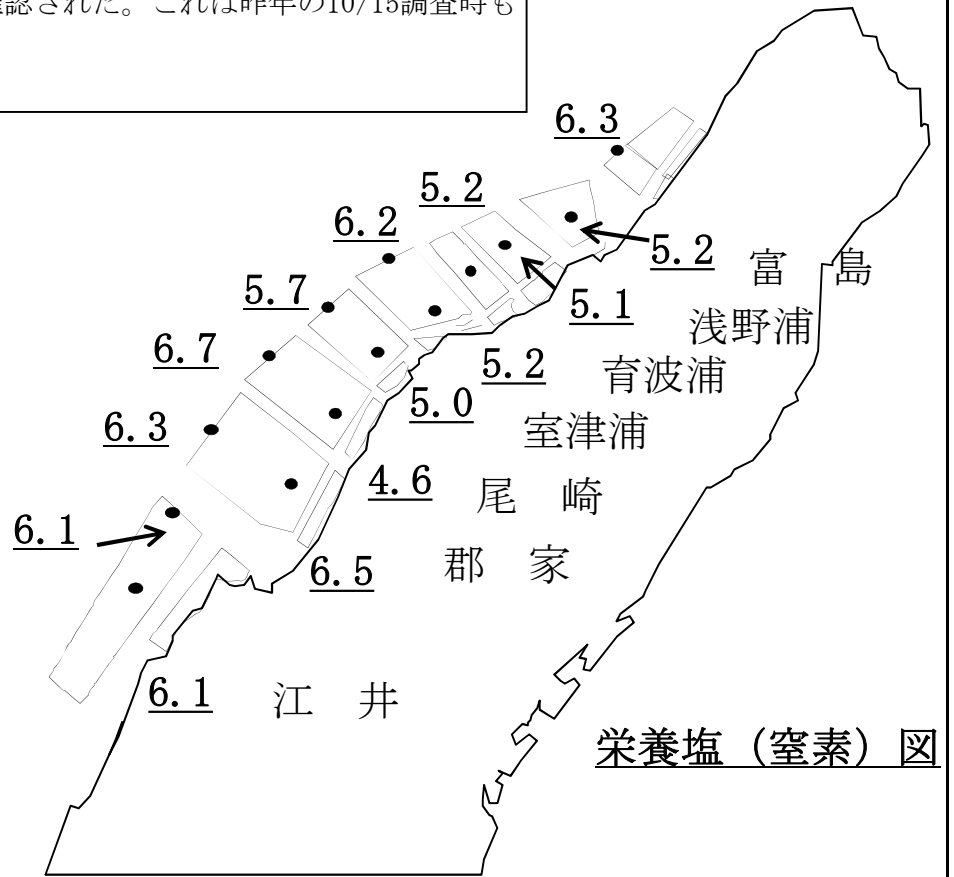 確認された。これは昨年の10/15調査時も
6.3
5.2
6.2
5.2
富 島
5.7
5.1
浅野浦
6.7
5.2
育波浦
5.0
室津浦
6.3
4.6
尾 崎
6.1
6.5
郡 家
6.1
江 井
栄養塩（窒素）図